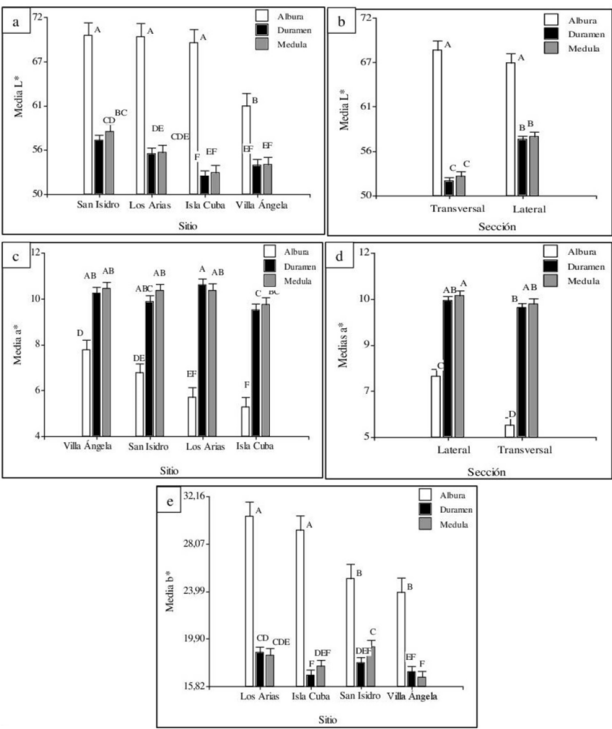 a
72
67
61
56
50
Media L*
A
CD
BC
A
DE
CDE
A
F
EF
B
EF
EF
San Isidro
Los Arias
Isla Cuba
Villa Ángela
Sitio
Albura
Duramen
Medula
b
72
67
61
56
50
Media L*
A
C
C
A
B
B
Transversal
Lateral
Sección
Albura
Duramen
Medula
c
12
10
8
6
4
Media a*
D
AB
AB
DE
ABC
AB
EF
A
AB
F
C
BC
Villa Ángela
San Isidro
Los Arias
Isla Cuba
Sitio
Albura
Duramen
Medula
d
12
10
9
7
5
Medias a*
C
AB
A
D
B
AB
Lateral
Transversal
Sección
Albura
Duramen
Medula
e
32,16
28,07
23,99
19,90
15,82
Media b*
A
CD
CDE
A
F
DEF
B
DEF
C
B
EF
F
Los Arias
Isla Cuba
San Isidro
Villa Ángela
Sitio
Albura
Duramen
Medula